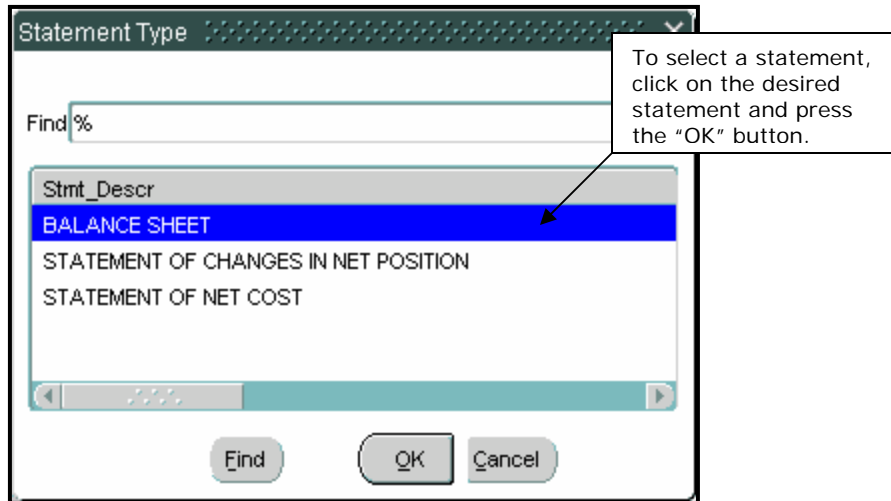 Statement Type
To select a statement,
click on the desired
statement and press
the “OK” button.
Find %
Stmt_Descr
BALANCE SHEET
STATEMENT OF CHANGES IN NET POSITION
STATEMENT OF NET COST
Find OK Cancel